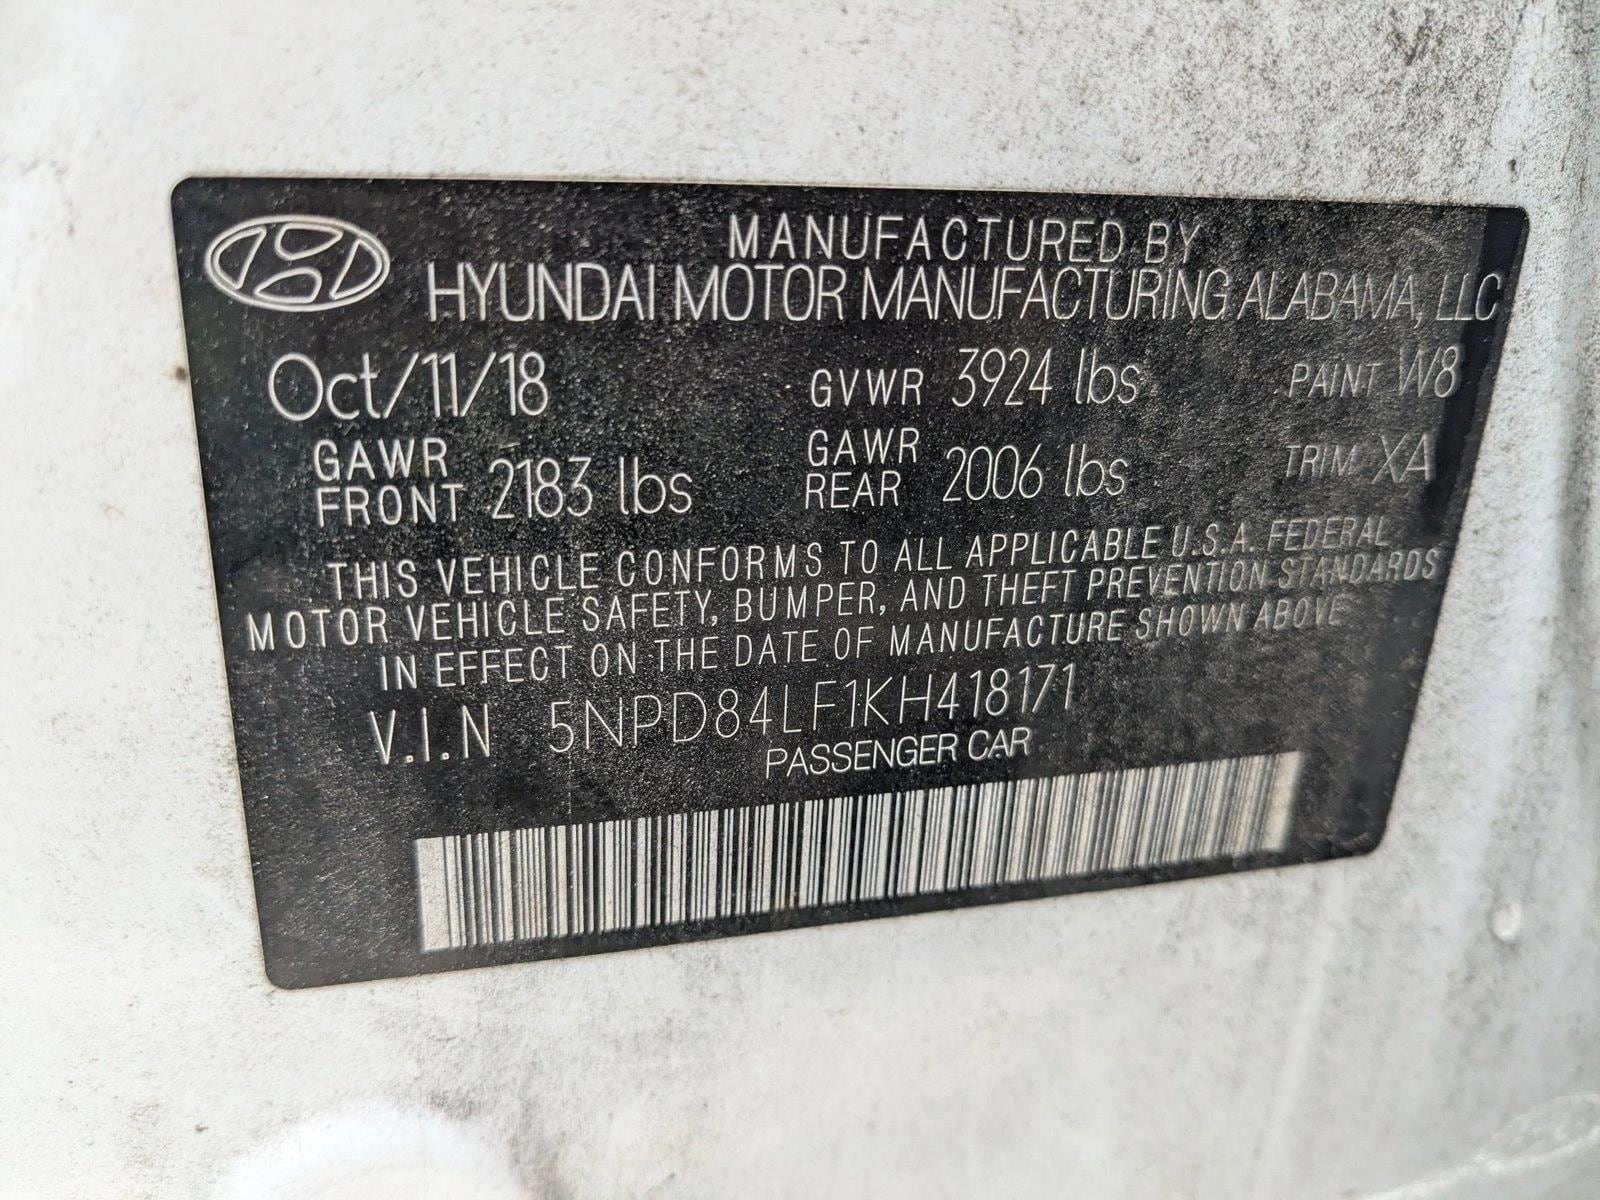 MANUFACTURED BY
HYUNDAI MOTOR MANUFACTURING ALABAMA, LLC
Oct/11/18 GVWR 3924 lbs PAINT W8
GAWR FRONT 2183 lbs GAWR REAR 2006 lbs TRIM XA
THIS VEHICLE CONFORMS TO ALL APPLICABLE U.S.A. FEDERAL
MOTOR VEHICLE SAFETY, BUMPER, AND THEFT PREVENTION STANDARDS
IN EFFECT ON THE DATE OF MANUFACTURE SHOWN ABOVE
V.I.N 5NPD84LF1KH418171
PASSENGER CAR